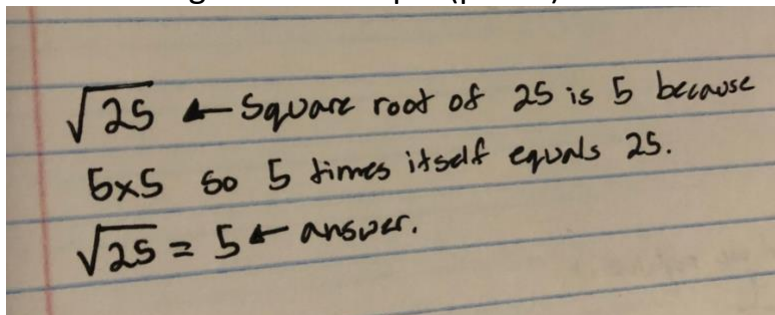 √25 ← Square root of 25 is 5 because
5x5 so 5 times itself equals 25.
√25 = 5 ← answer.